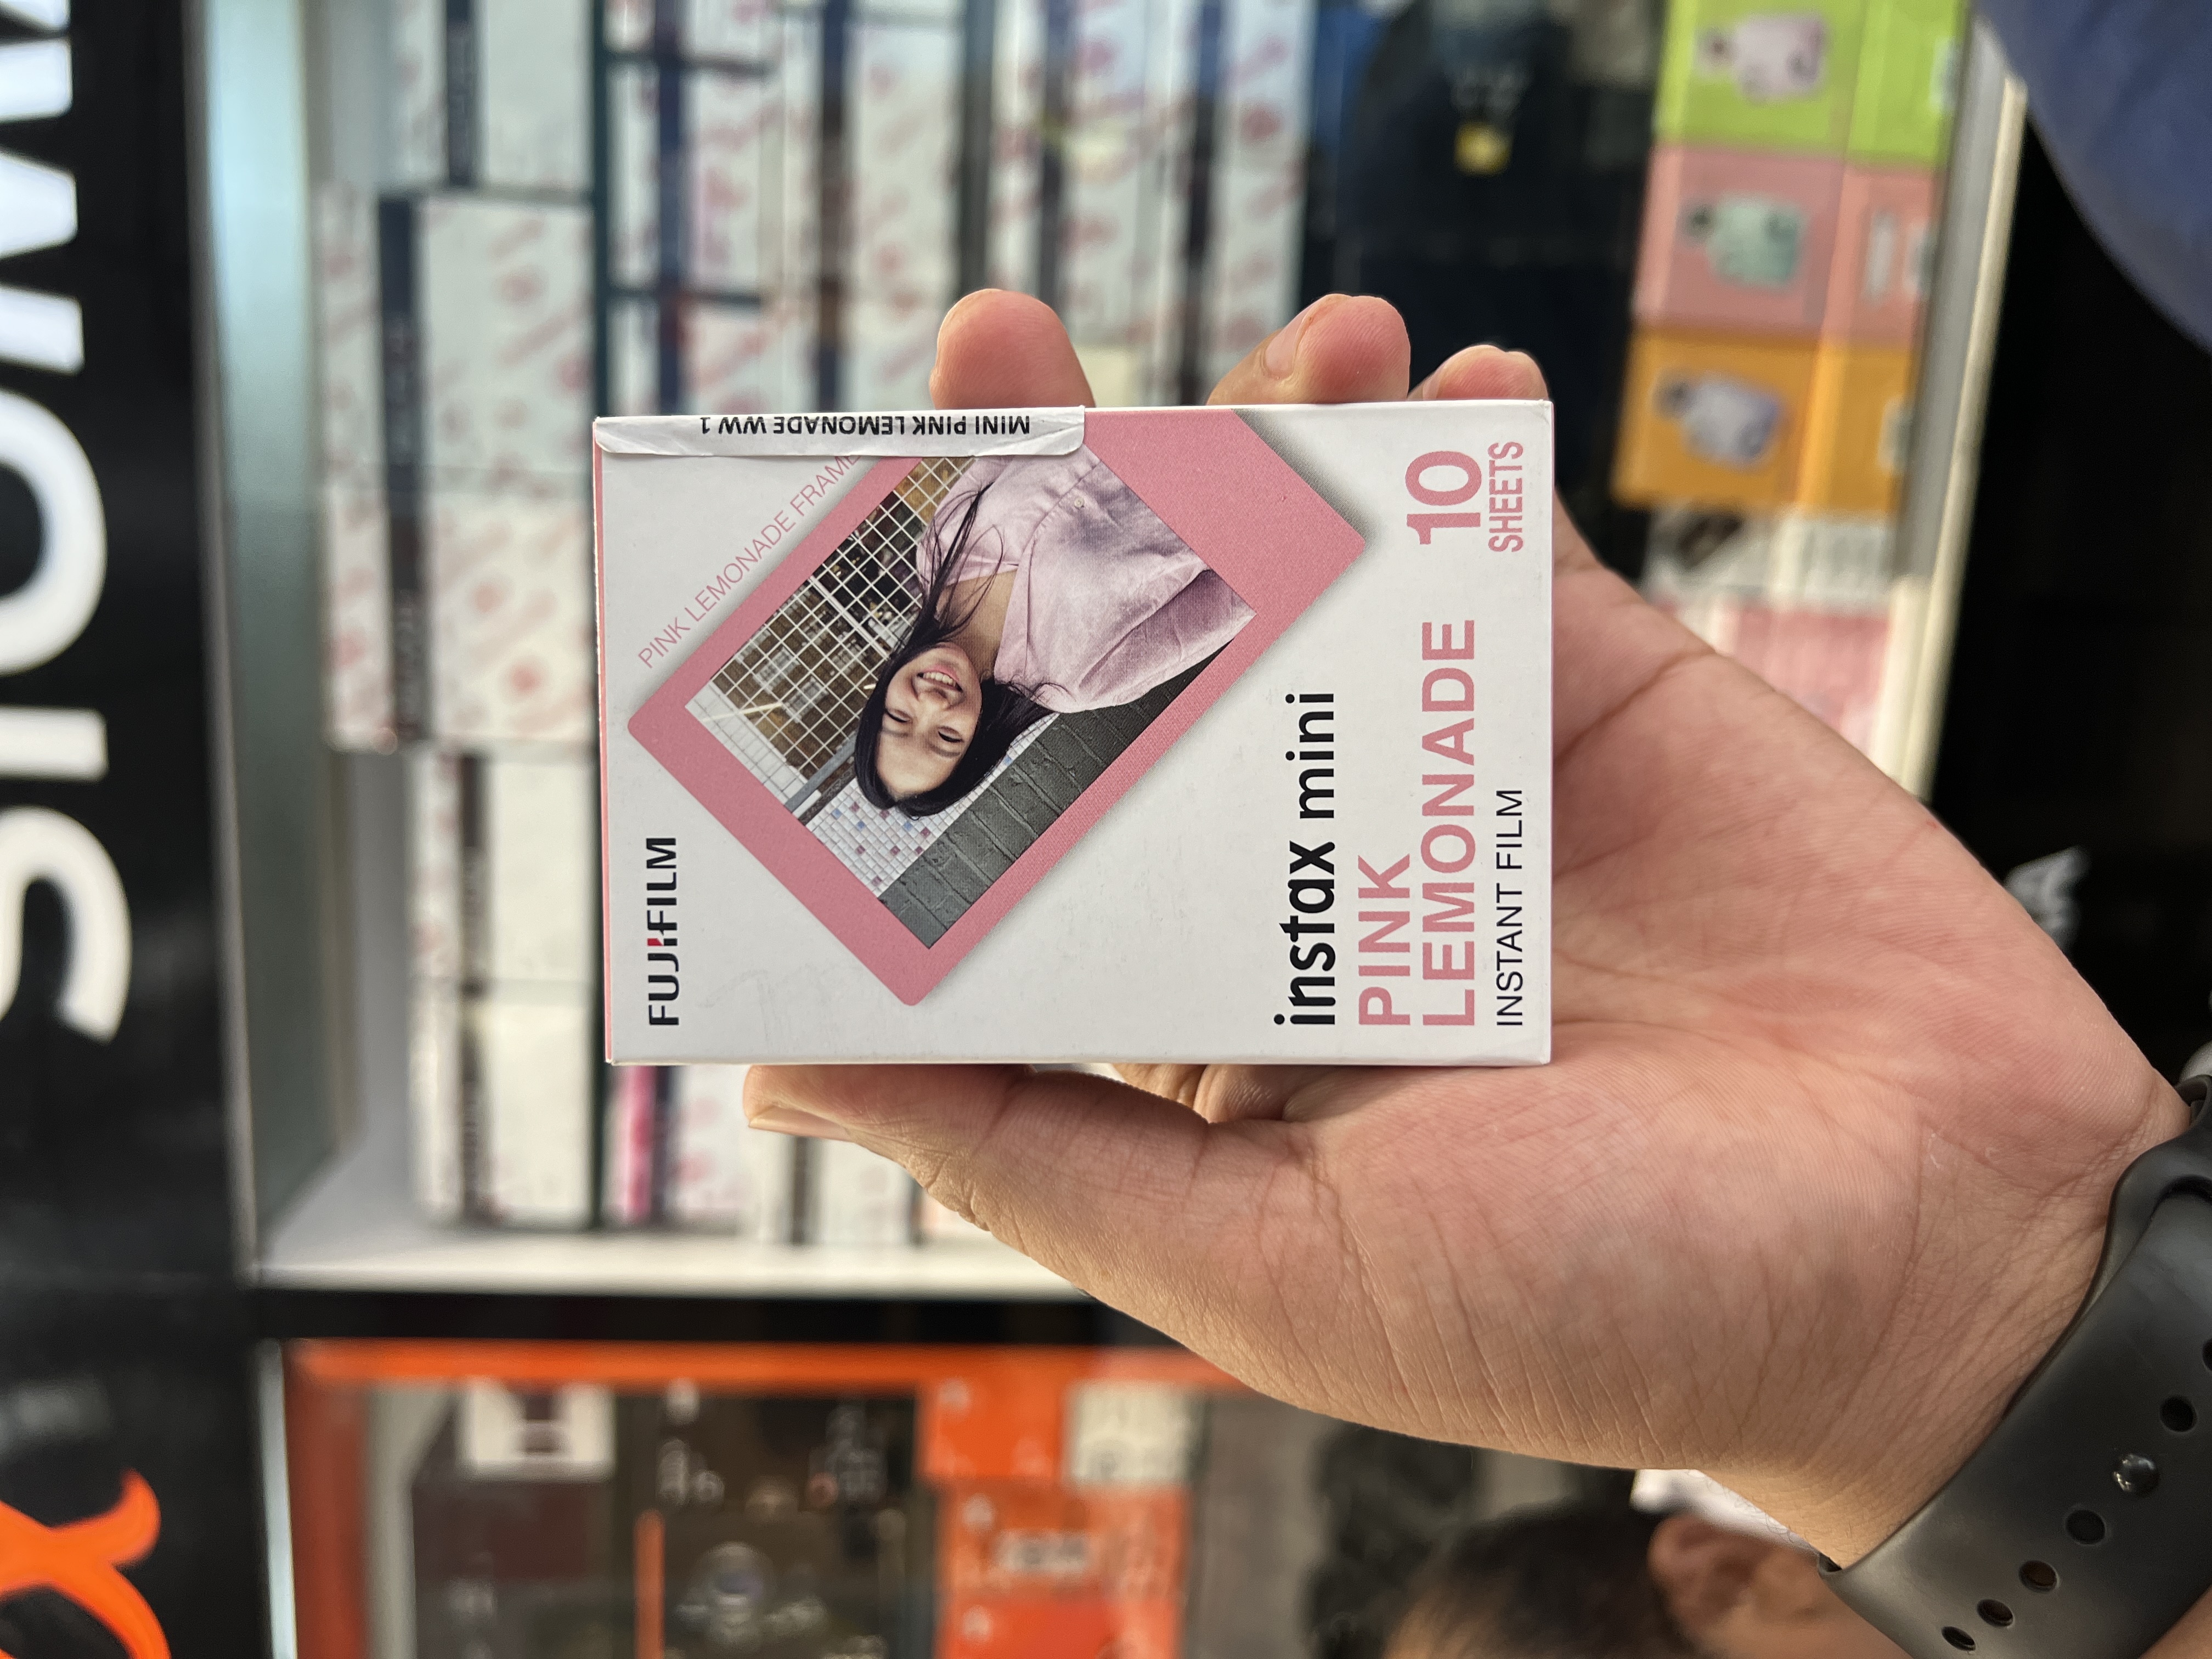 FUJIFILM
PINK LEMONADE FRAME
MINI PINK LEMONADE WW 1
instax mini
PINK
LEMONADE
INSTANT FILM
10
SHEETS